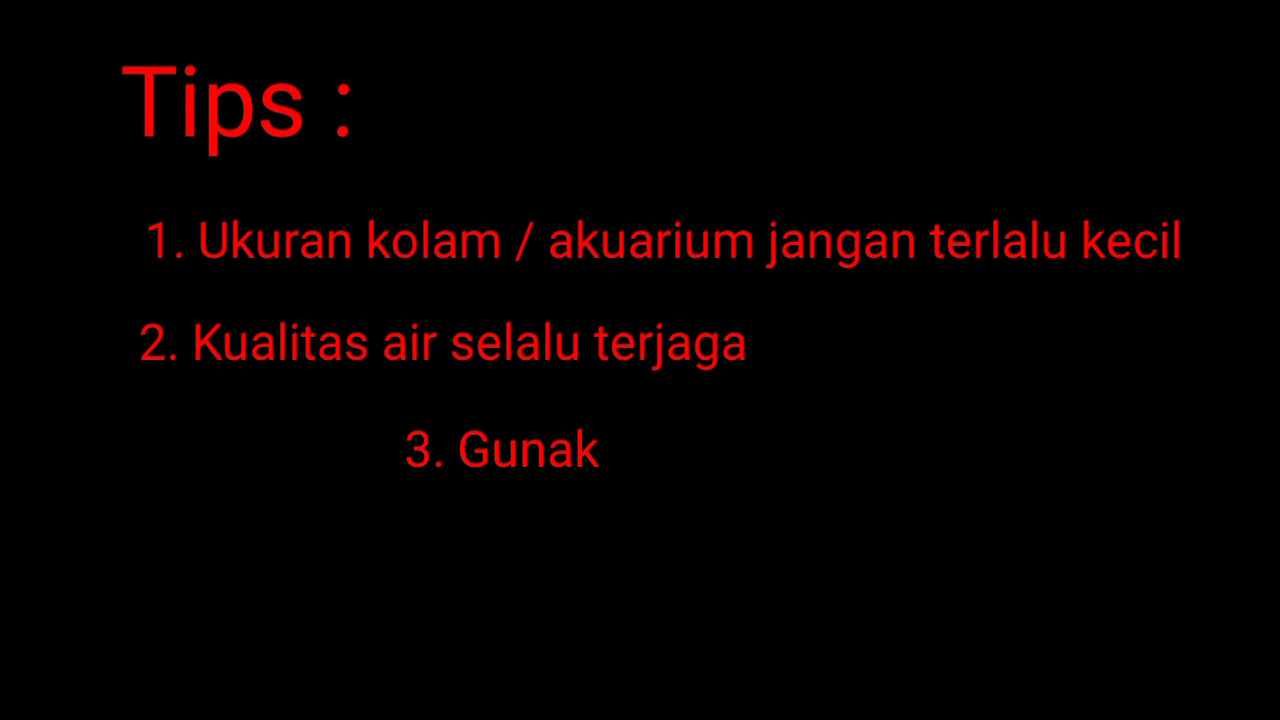 Tips :
1. Ukuran kolam / akuarium jangan terlalu kecil
2. Kualitas air selalu terjaga
3. Gunak